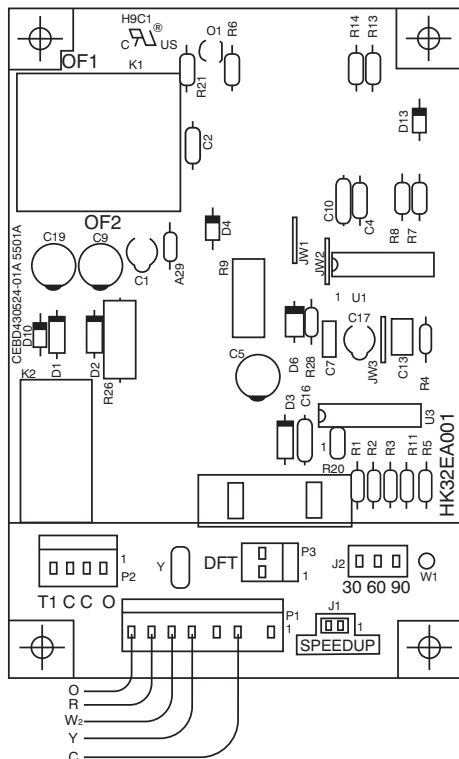 H9C1
C US ®
O1
R6
R14
R13
OF1
K1
R21
D13
C2
C10
C4
R8
R7
OF2
D4
C19
C9
C1
A29
R9
JW1
JW2
1 U1
CEBD430524-01A 5501A
D10
D1
D2
R26
C5
D6
R28
C7
C17
JW3
C13
R4
K2
D3
C16
U3
1
R20
R1
R2
R3
R11
R5
HK32EA001
1
P2
T1 C C O
Y
DFT
P3
1
J2
30 60 90
W1
P1
1
J1
1
SPEEDUP
O
R
W2
Y
C